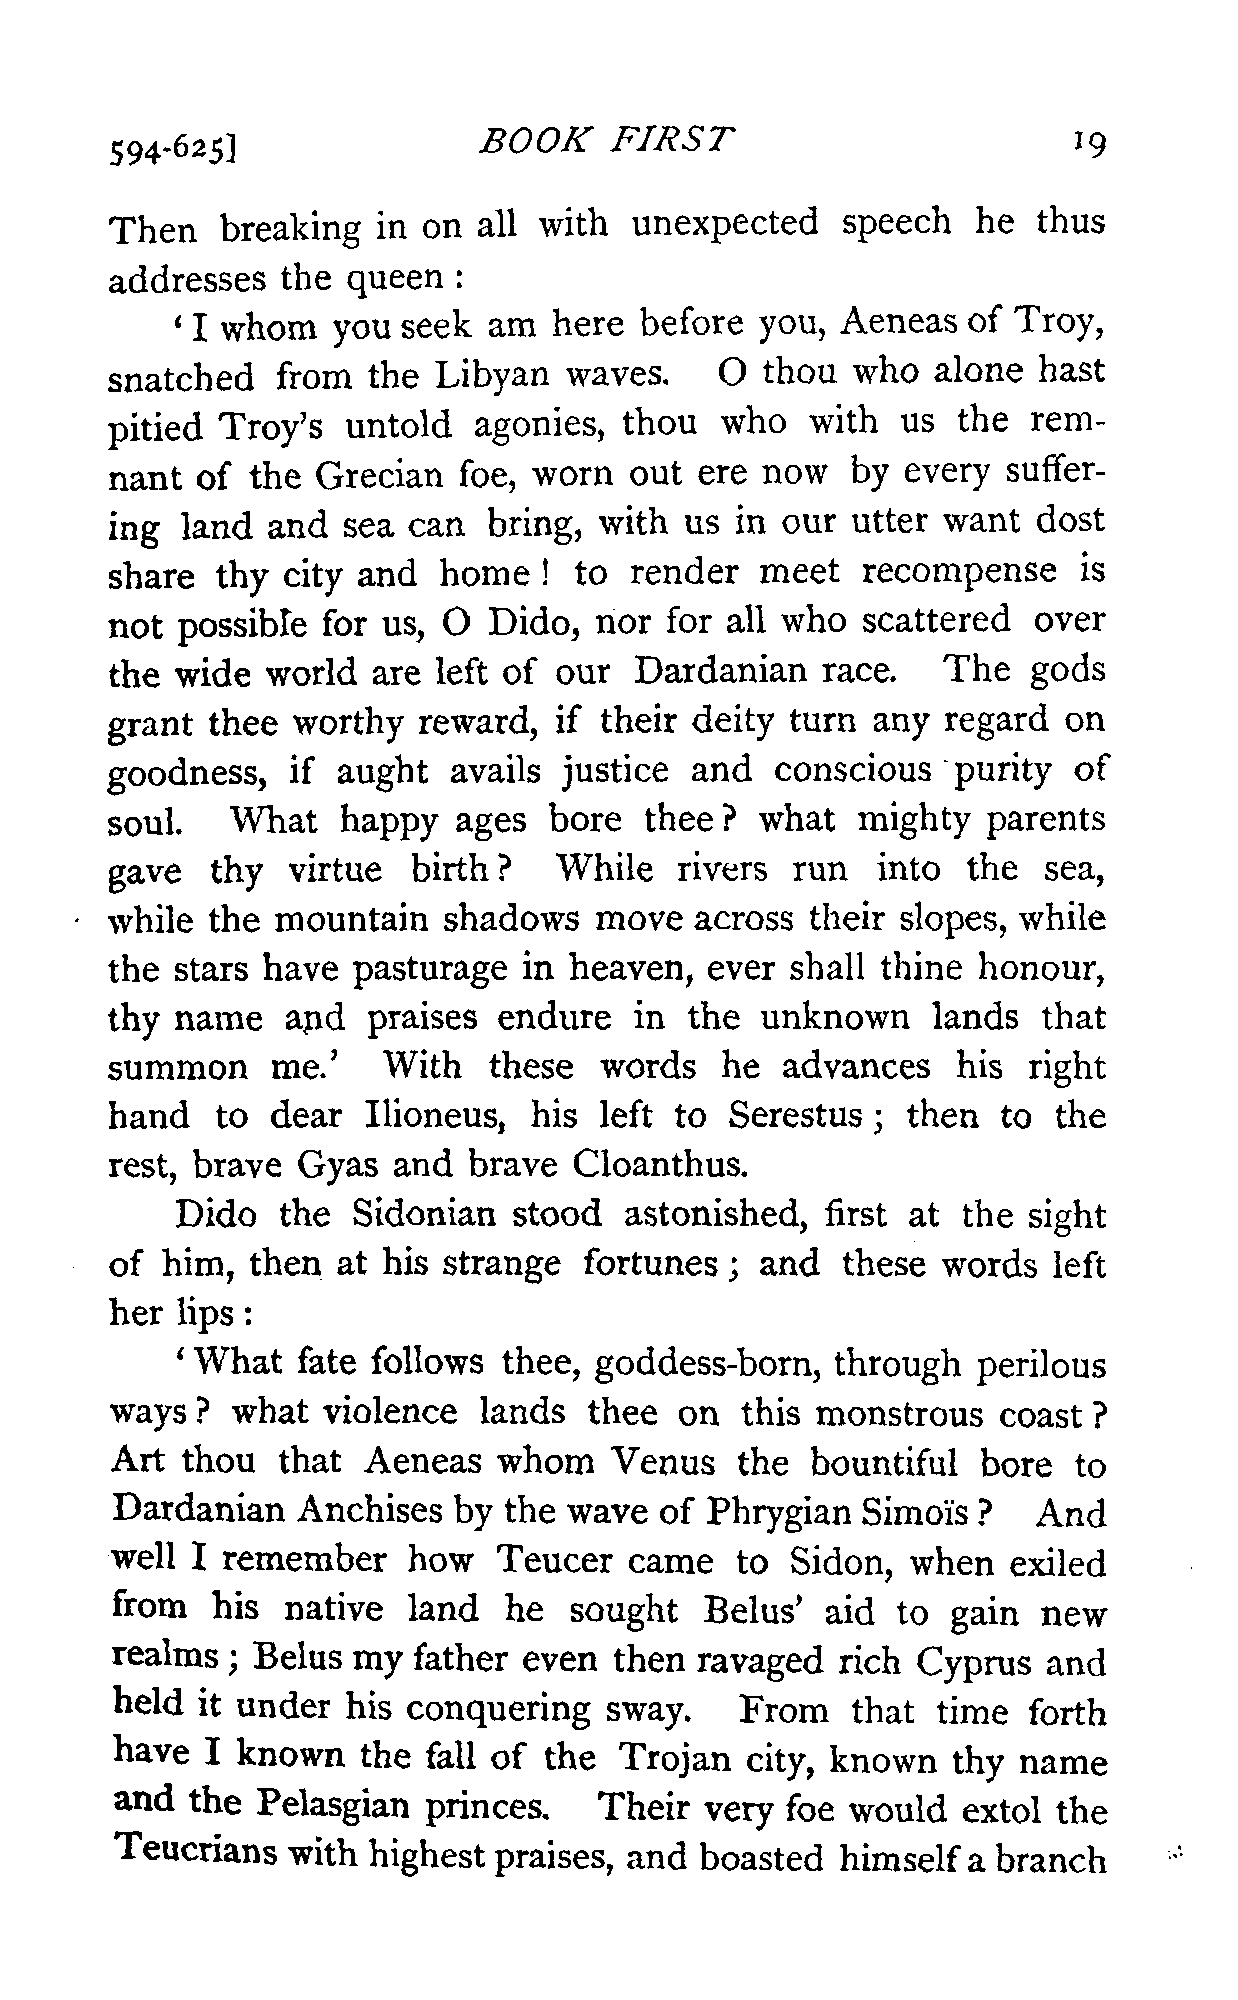 594-625] BOOK FIRST 19
Then breaking in on all with unexpected speech he thus
addresses the queen :
‘ I whom you seek am here before you, Aeneas of Troy,
snatched from the Libyan waves. O thou who alone hast
pitied Troy’s untold agonies, thou who with us the rem-
nant of the Grecian foe, worn out ere now by every suffer-
ing land and sea can bring, with us in our utter want dost
share thy city and home ! to render meet recompense is
not possible for us, O Dido, nor for all who scattered over
the wide world are left of our Dardanian race. The gods
grant thee worthy reward, if their deity turn any regard on
goodness, if aught avails justice and conscious purity of
soul. What happy ages bore thee ? what mighty parents
gave thy virtue birth ? While rivers run into the sea,
while the mountain shadows move across their slopes, while
the stars have pasturage in heaven, ever shall thine honour,
thy name and praises endure in the unknown lands that
summon me.’ With these words he advances his right
hand to dear Ilioneus, his left to Serestus ; then to the
rest, brave Gyas and brave Cloanthus.
Dido the Sidonian stood astonished, first at the sight
of him, then at his strange fortunes ; and these words left
her lips :
‘ What fate follows thee, goddess-born, through perilous
ways ? what violence lands thee on this monstrous coast ?
Art thou that Aeneas whom Venus the bountiful bore to
Dardanian Anchises by the wave of Phrygian Simoïs ? And
well I remember how Teucer came to Sidon, when exiled
from his native land he sought Belus’ aid to gain new
realms ; Belus my father even then ravaged rich Cyprus and
held it under his conquering sway. From that time forth
have I known the fall of the Trojan city, known thy name
and the Pelasgian princes. Their very foe would extol the
Teucrians with highest praises, and boasted himself a branch